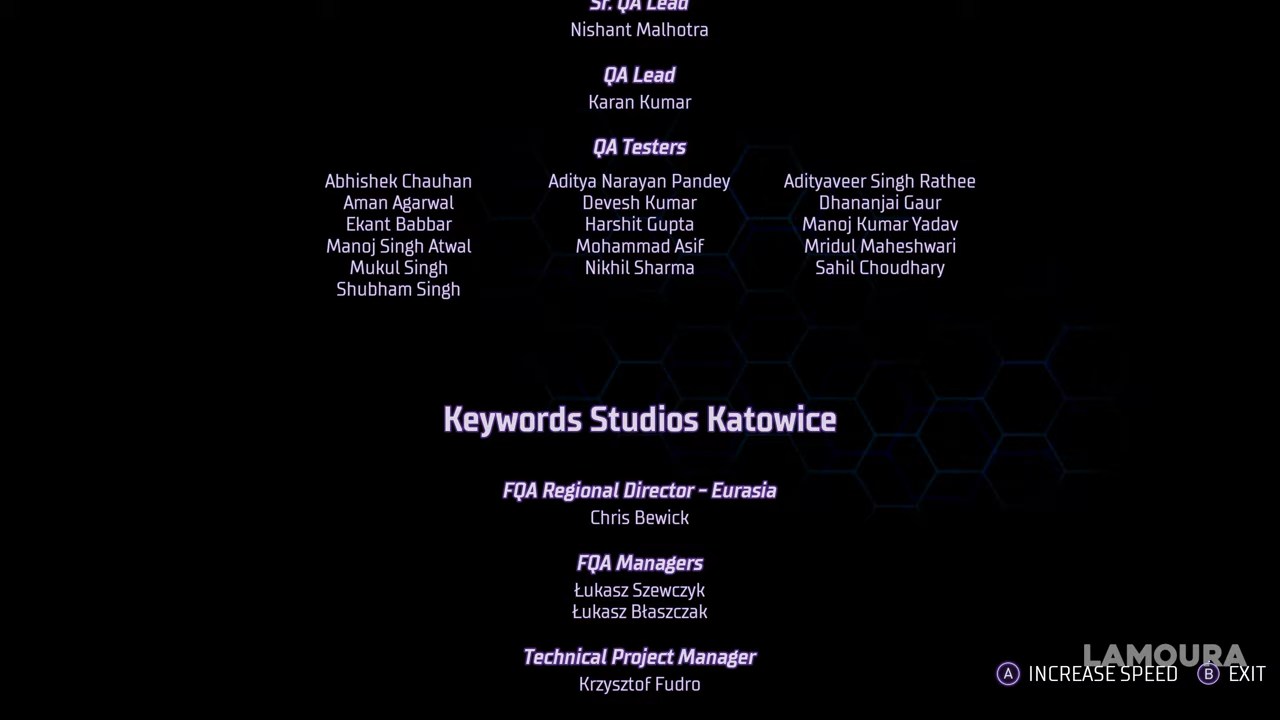 Sr. QA Lead
Nishant Malhotra
QA Lead
Karan Kumar
QA Testers
Abhishek Chauhan Aditya Narayan Pandey Adityaveer Singh Rathee
Aman Agarwal Devesh Kumar Dhananjai Gaur
Ekant Babbar Harshit Gupta Manoj Kumar Yadav
Manoj Singh Atwal Mohammad Asif Mridul Maheshwari
Mukul Singh Nikhil Sharma Sahil Choudhary
Shubham Singh
Keywords Studios Katowice
FQA Regional Director – Eurasia
Chris Bewick
FQA Managers
Łukasz Szewczyk
Łukasz Błaszczak
Technical Project Manager
Krzysztof Fudro
LAMOURA
A INCREASE SPEED B EXIT